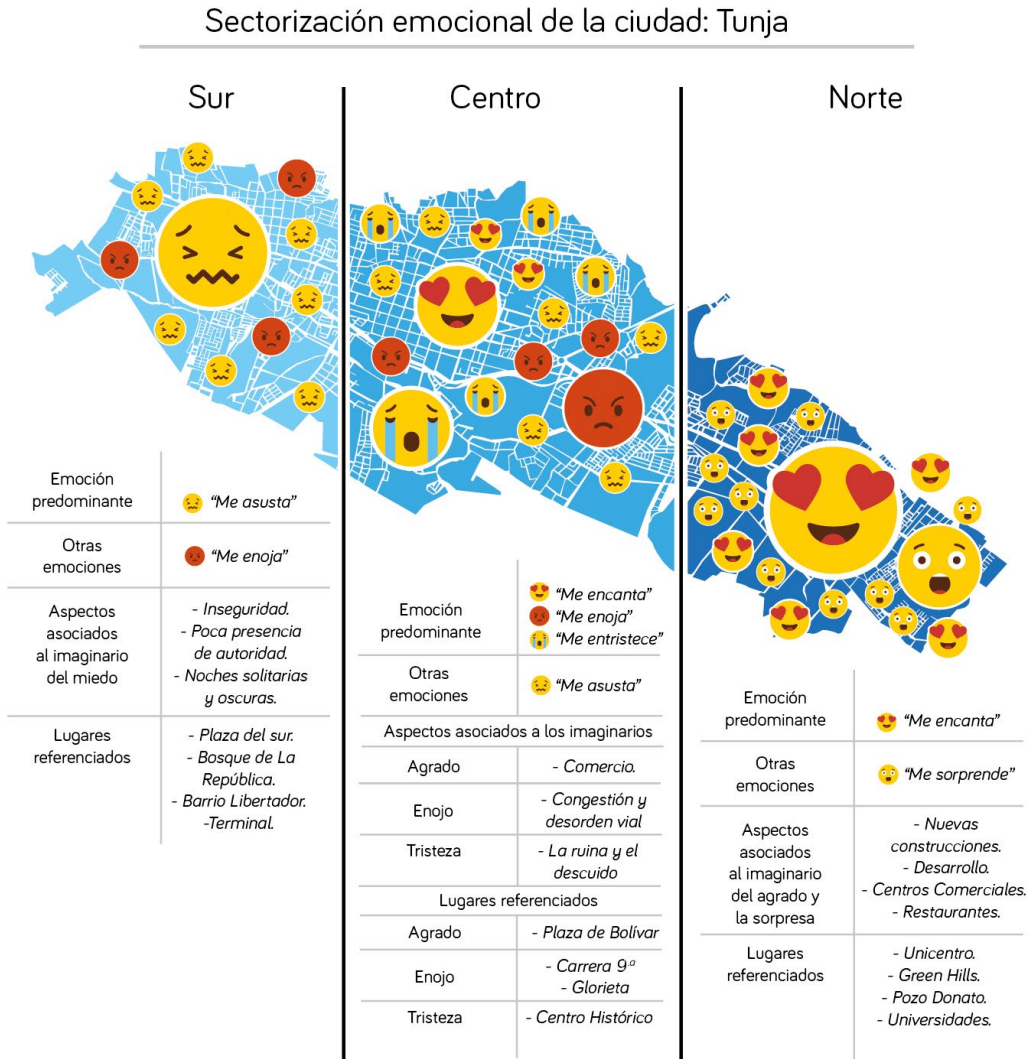 Sectorización emocional de la ciudad: Tunja
Sur
Emoción
predominante
"Me asusta"
Otras
emociones
"Me enoja"
Aspectos
asociados
al imaginario
del miedo
- Inseguridad.
- Poca presencia
de autoridad.
- Noches solitarias
y oscuras.
Lugares
referenciados
- Plaza del sur.
- Bosque de La
República.
- Barrio Libertador.
-Terminal.
Centro
Emoción
predominante
"Me encanta"
"Me enoja"
"Me entristece"
Otras
emociones
"Me asusta"
Aspectos asociados a los imaginarios
Agrado
- Comercio.
Enojo
- Congestión y
desorden vial
Tristeza
- La ruina y el
descuido
Lugares referenciados
Agrado
- Plaza de Bolívar
Enojo
- Carrera 9.ª
- Glorieta
Tristeza
- Centro Histórico
Norte
Emoción
predominante
"Me encanta"
Otras
emociones
"Me sorprende"
Aspectos
asociados
al imaginario
del agrado y
la sorpresa
- Nuevas
construcciones.
- Desarrollo.
- Centros Comerciales.
- Restaurantes.
Lugares
referenciados
- Unicentro.
- Green Hills.
- Pozo Donato.
- Universidades.